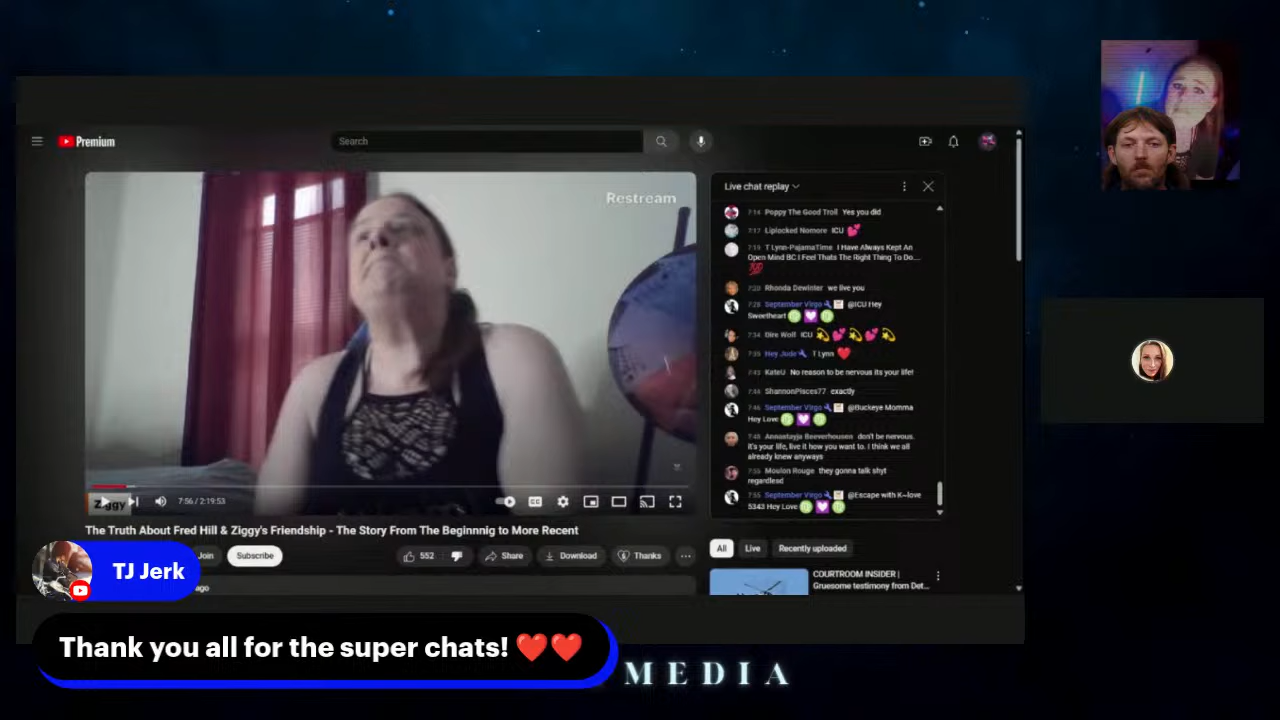 Premium
Search
Restream
Live chat replay
7:14 Poppy The Good Troll Yes you did
7:17 Liplocked Nomore ICU 💕
7:19 T Lynn-PajamaTime I Have Always Kept An
Open Mind BC I Feel Thats The Right Thing To Do...
💯
7:20 Rhonda Dewinter we live you
7:28 September Virgo @ICU Hey
Sweetheart ♍ 💟 ♍
7:34 Dire Wolf ICU 💫💕💫💕💫
7:35 Hey Jude T Lynn ❤️
7:43 KateU No reason to be nervous its your life!
7:44 ShannonPisces77 exactly
7:46 September Virgo @Buckeye Momma
Hey Love ♍ 💟 ♍
7:48 Annastayja Beeverhousen don't be nervous.
It's your life, live it how you want to. I think we all
already knew anyways
7:55 Moulon Rouge they gonna talk shyt
regardlesd
7:55 September Virgo @Escape with K~love
5343 Hey Love ♍ 💟 ♍
Ziggy
7:56 / 2:19:53
The Truth About Fred Hill & Ziggy's Friendship - The Story From The Beginnnig to More Recent
Join
Subscribe
552
Share
Download
Thanks
All
Live
Recently uploaded
COURTROOM INSIDER |
Gruesome testimony from Det...
ago
TJ Jerk
Thank you all for the super chats! ❤️❤️
MEDIA